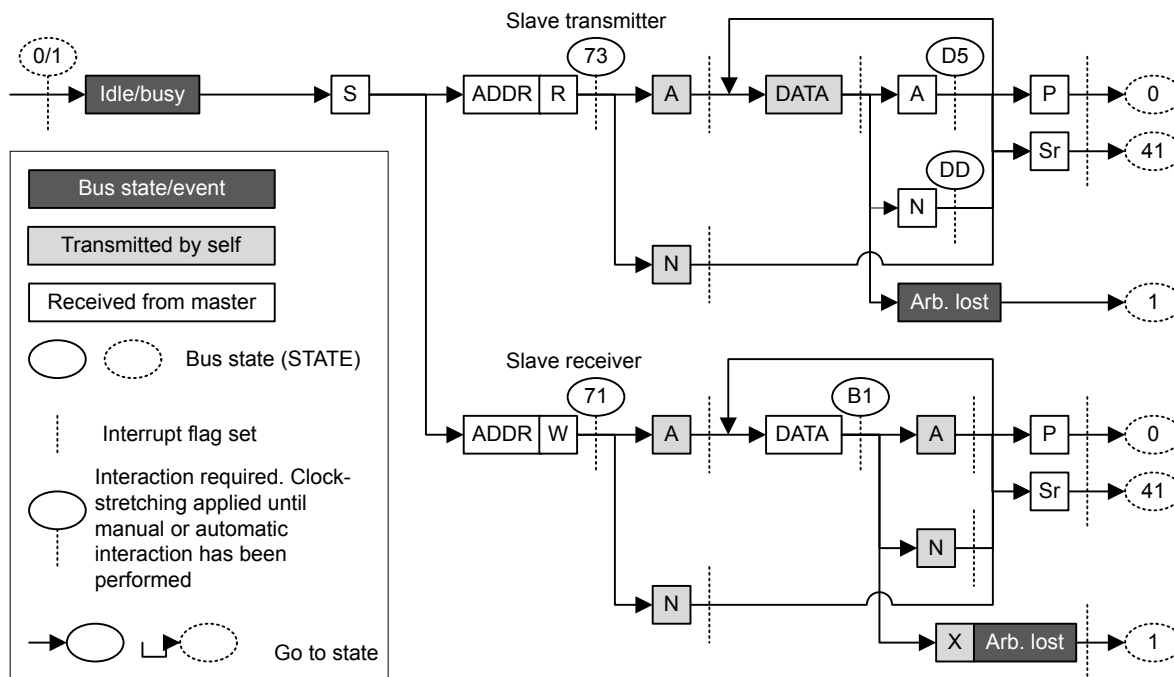 Slave transmitter
0/1
73
D5
Idle/busy
S
ADDR
R
A
DATA
A
P
0
Sr
41
DD
N
N
Arb. lost
1
Bus state/event
Transmitted by self
Received from master
Bus state (STATE)
Interrupt flag set
Interaction required. Clock-
stretching applied until
manual or automatic
interaction has been
performed
Go to state
Slave receiver
71
B1
ADDR
W
A
DATA
A
P
0
Sr
41
N
N
X
Arb. lost
1